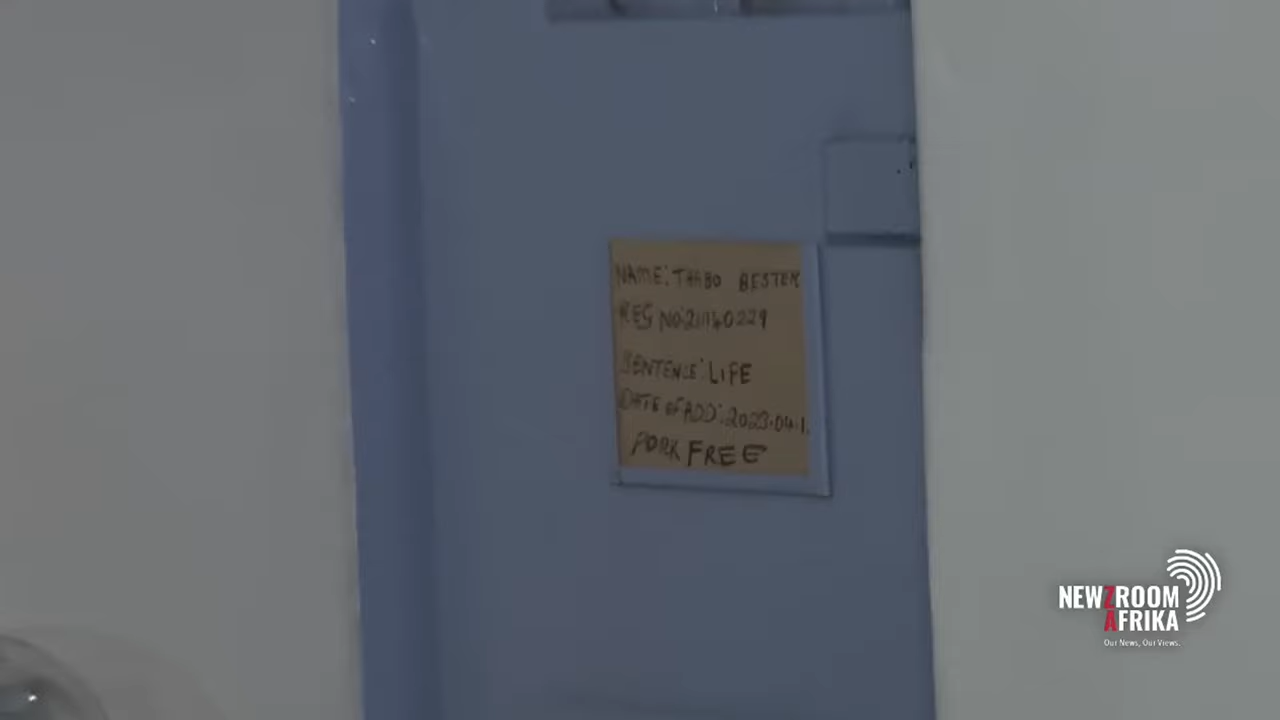 NAME: THABO BESTER
REG NO: 21140229
SENTENCE: LIFE
DATE OF ADD: 2023.04.1.
PORK FREE
NEWZROOM
AFRIKA
Our News, Our Views.